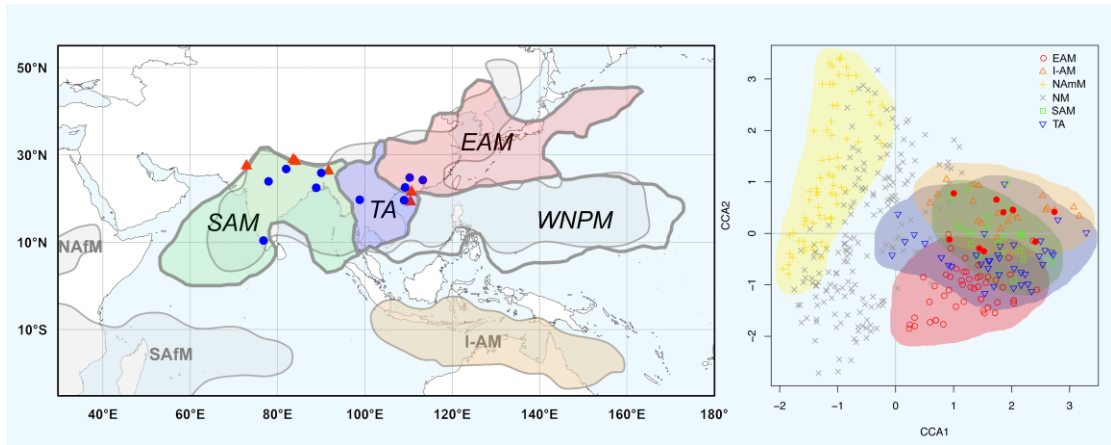 50°N
30°N
10°N
10°S
40°E
60°E
80°E
100°E
120°E
140°E
160°E
180°
EAM
SAM
TA
WNPM
NAfM
SAfM
I-AM
EAM
I-AM
NAmM
NM
SAM
TA
3
2
1
0
-1
-2
CCA2
-2
-1
0
1
2
3
CCA1